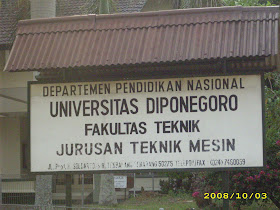 DEPARTEMEN PENDIDIKAN NASIONAL
UNIVERSITAS DIPONEGORO
FAKULTAS TEKNIK
JURUSAN TEKNIK MESIN
2008/10/03